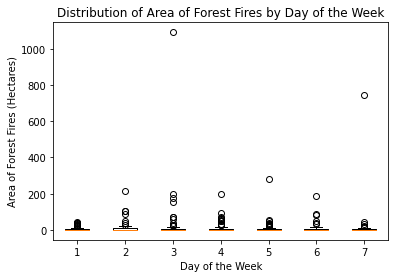 Distribution of Area of Forest Fires by Day of the Week
Area of Forest Fires (Hectares)
1000
800
600
400
200
0
1 2 3 4 5 6 7
Day of the Week